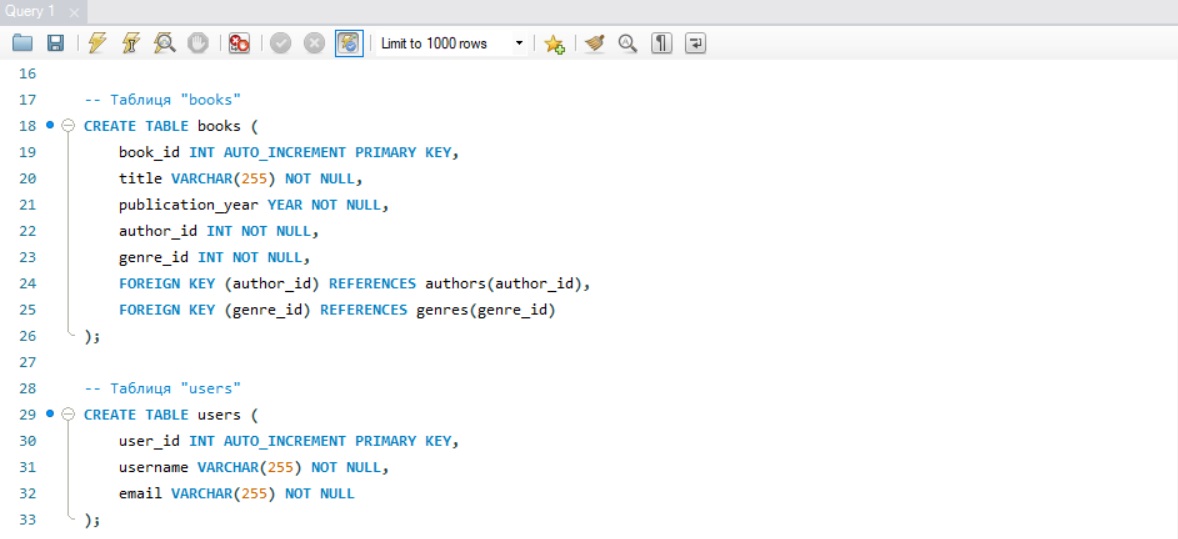 Query 1
Limit to 1000 rows
16
17 -- Таблиця "books"
18 CREATE TABLE books (
19 book_id INT AUTO_INCREMENT PRIMARY KEY,
20 title VARCHAR(255) NOT NULL,
21 publication_year YEAR NOT NULL,
22 author_id INT NOT NULL,
23 genre_id INT NOT NULL,
24 FOREIGN KEY (author_id) REFERENCES authors(author_id),
25 FOREIGN KEY (genre_id) REFERENCES genres(genre_id)
26 );
27
28 -- Таблиця "users"
29 CREATE TABLE users (
30 user_id INT AUTO_INCREMENT PRIMARY KEY,
31 username VARCHAR(255) NOT NULL,
32 email VARCHAR(255) NOT NULL
33 );